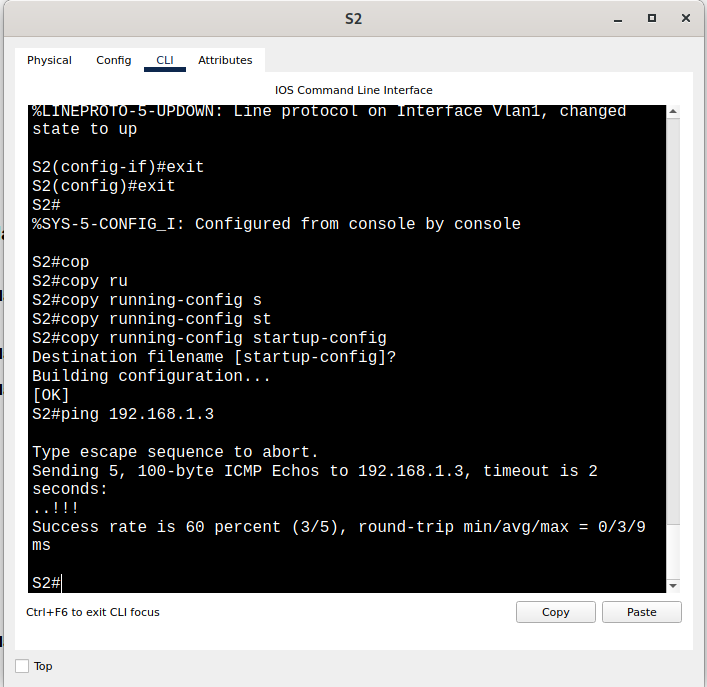 S2
Physical Config CLI Attributes
IOS Command Line Interface
%LINEPROTO-5-UPDOWN: Line protocol on Interface Vlan1, changed
state to up
S2(config-if)#exit
S2(config)#exit
S2#
%SYS-5-CONFIG_I: Configured from console by console
S2#cop
S2#copy ru
S2#copy running-config s
S2#copy running-config st
S2#copy running-config startup-config
Destination filename [startup-config]?
Building configuration...
[OK]
S2#ping 192.168.1.3
Type escape sequence to abort.
Sending 5, 100-byte ICMP Echos to 192.168.1.3, timeout is 2
seconds:
..!!!
Success rate is 60 percent (3/5), round-trip min/avg/max = 0/3/9
ms
S2#
Ctrl+F6 to exit CLI focus
Copy Paste
Top